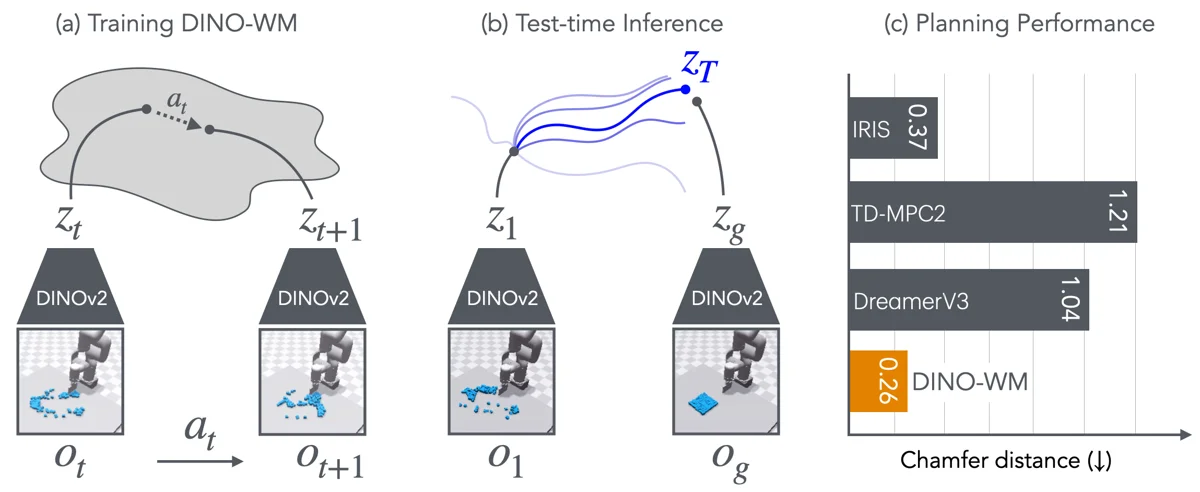 (a) Training DINO-WM
a_t
z_t
z_{t+1}
DINOv2
DINOv2
o_t
a_t
o_{t+1}
(b) Test-time Inference
z_T
z_1
z_g
DINOv2
DINOv2
o_1
o_g
(c) Planning Performance
IRIS
0.37
TD-MPC2
1.21
DreamerV3
1.04
0.26
DINO-WM
Chamfer distance (↓)